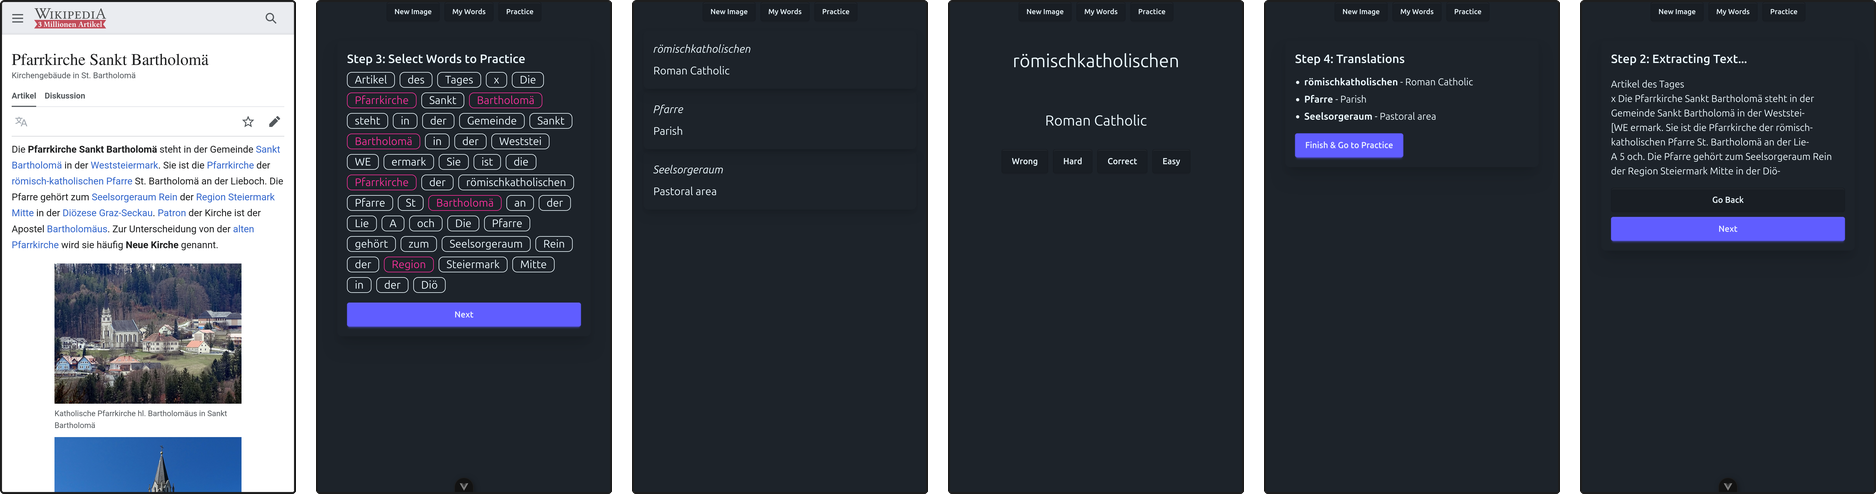 WIKIPEDIA
3 Millionen Artikel
Pfarrkirche Sankt Bartholomä
Kirchengebäude in St. Bartholomä
Artikel Diskussion
Die Pfarrkirche Sankt Bartholomä steht in der Gemeinde Sankt
Bartholomä in der Weststeiermark. Sie ist die Pfarrkirche der
römisch-katholischen Pfarre St. Bartholomä an der Lieboch. Die
Pfarre gehört zum Seelsorgeraum Rein der Region Steiermark
Mitte in der Diözese Graz-Seckau. Patron der Kirche ist der
Apostel Bartholomäus. Zur Unterscheidung von der alten
Pfarrkirche wird sie häufig Neue Kirche genannt.
Katholische Pfarrkirche hl. Bartholomäus in Sankt
Bartholomä
New Image My Words Practice
Step 3: Select Words to Practice
Artikel des Tages x Die
Pfarrkirche Sankt Bartholomä
steht in der Gemeinde Sankt
Bartholomä in der Weststei
WE ermark Sie ist die
Pfarrkirche der römischkatholischen
Pfarre St Bartholomä an der
Lie A och Die Pfarre
gehört zum Seelsorgeraum Rein
der Region Steiermark Mitte
in der Diö
Next
New Image My Words Practice
römischkatholischen
Roman Catholic
Pfarre
Parish
Seelsorgeraum
Pastoral area
New Image My Words Practice
römischkatholischen
Roman Catholic
Wrong Hard Correct Easy
New Image My Words Practice
Step 4: Translations
• römischkatholischen - Roman Catholic
• Pfarre - Parish
• Seelsorgeraum - Pastoral area
Finish & Go to Practice
New Image My Words Practice
Step 2: Extracting Text...
Artikel des Tages
x Die Pfarrkirche Sankt Bartholomä steht in der
Gemeinde Sankt Bartholomä in der Weststei-
[WE ermark. Sie ist die Pfarrkirche der römisch-
katholischen Pfarre St. Bartholomä an der Lie-
A 5 och. Die Pfarre gehört zum Seelsorgeraum Rein
der Region Steiermark Mitte in der Diö-
Go Back
Next